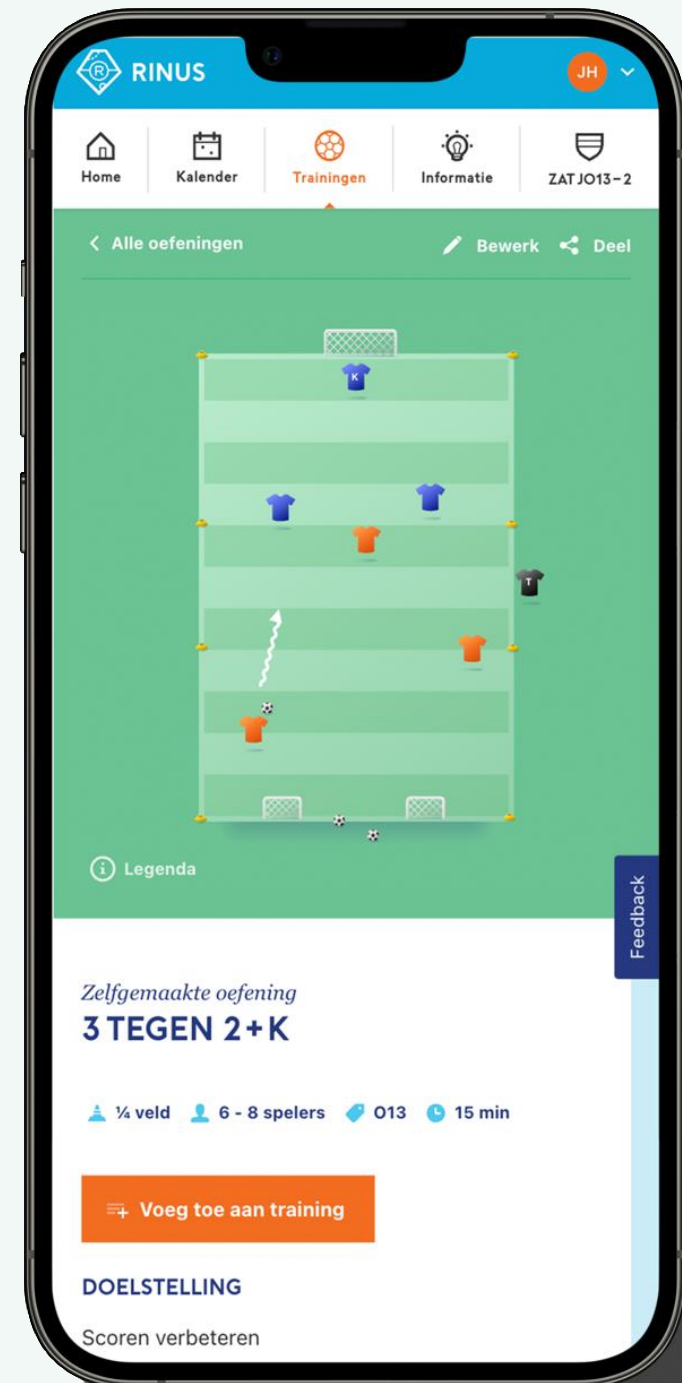 R RINUS
JH
Home Kalender Trainingen Informatie ZAT JO13-2
Alle oefeningen Bewerk Deel
K
T
Legenda
Feedback
Zelfgemaakte oefening
3 TEGEN 2+K
¼ veld 6 - 8 spelers O13 15 min
Voeg toe aan training
DOELSTELLING
Scoren verbeteren